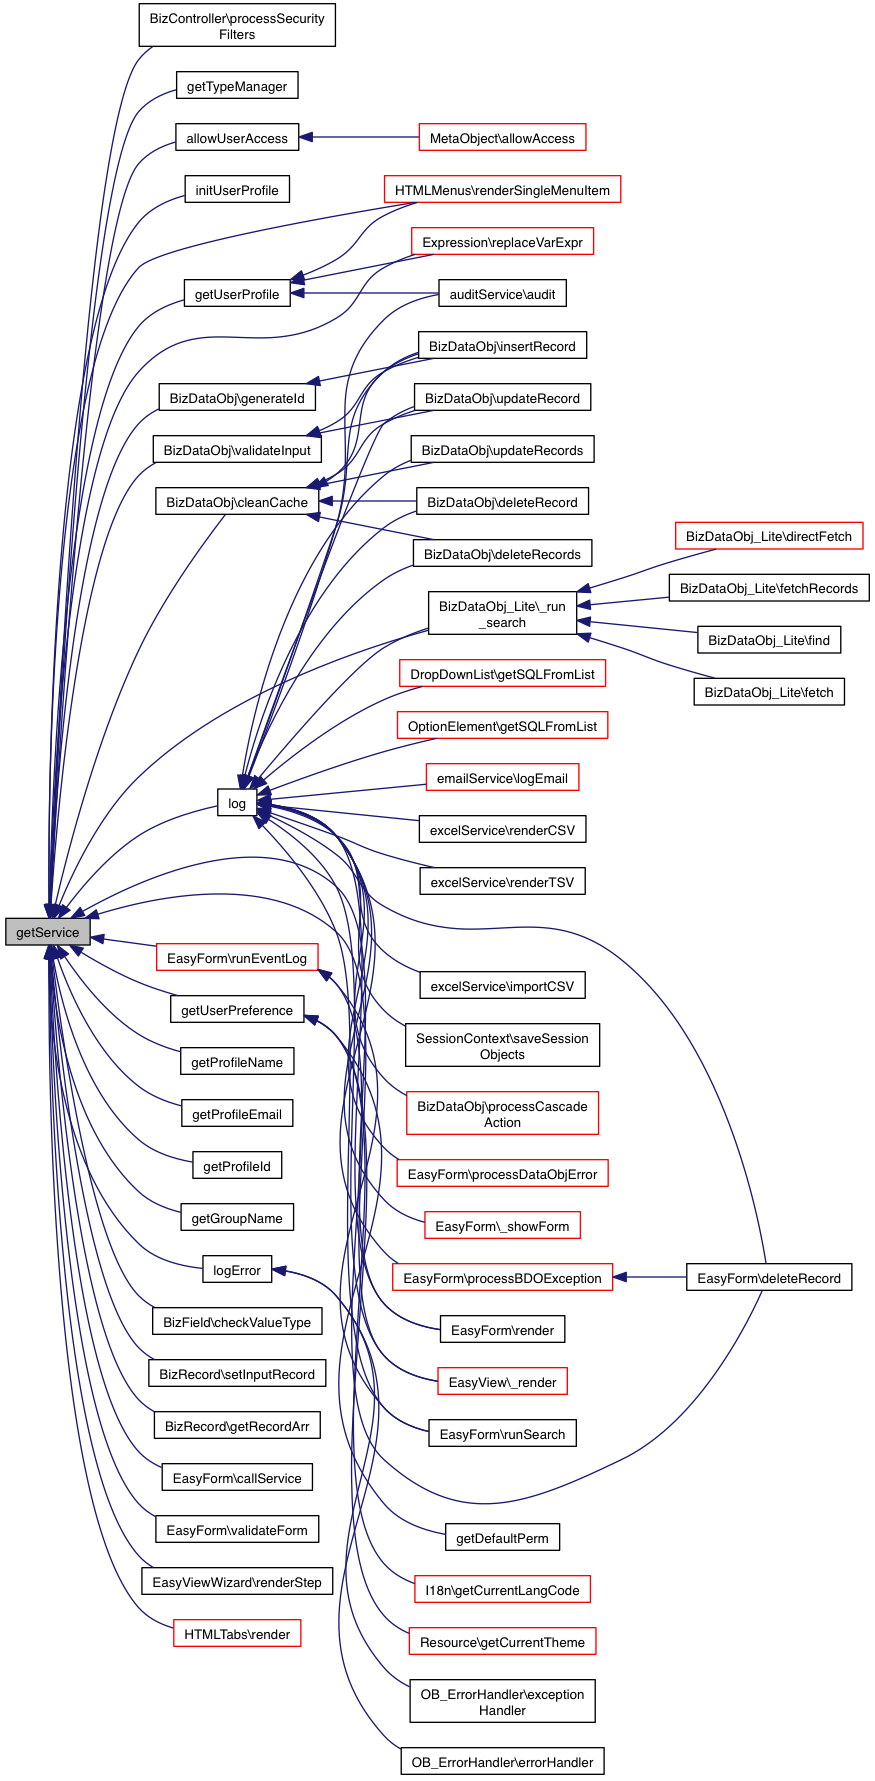 BizController\processSecurity
Filters
getTypeManager
allowUserAccess
MetaObject\allowAccess
initUserProfile
HTMLMenus\renderSingleMenuItem
Expression\replaceVarExpr
getUserProfile
auditService\audit
BizDataObj\insertRecord
BizDataObj\generateId
BizDataObj\updateRecord
BizDataObj\validateInput
BizDataObj\updateRecords
BizDataObj\cleanCache
BizDataObj\deleteRecord
BizDataObj\deleteRecords
BizDataObj_Lite\directFetch
BizDataObj_Lite\fetchRecords
BizDataObj_Lite\_run
_search
BizDataObj_Lite\find
BizDataObj_Lite\fetch
DropDownList\getSQLFromList
OptionElement\getSQLFromList
emailService\logEmail
log
excelService\renderCSV
excelService\renderTSV
getService
EasyForm\runEventLog
excelService\importCSV
getUserPreference
SessionContext\saveSession
Objects
getProfileName
BizDataObj\processCascade
Action
getProfileEmail
getProfileId
EasyForm\processDataObjError
getGroupName
EasyForm\_showForm
logError
EasyForm\processBDOException
EasyForm\deleteRecord
BizField\checkValueType
EasyForm\render
BizRecord\setInputRecord
EasyView\_render
BizRecord\getRecordArr
EasyForm\runSearch
EasyForm\callService
EasyForm\validateForm
getDefaultPerm
EasyViewWizard\renderStep
I18n\getCurrentLangCode
HTMLTabs\render
Resource\getCurrentTheme
OB_ErrorHandler\exception
Handler
OB_ErrorHandler\errorHandler